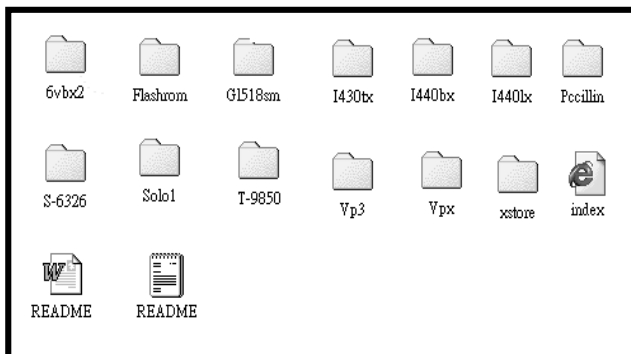 6vbx2 Flashrom Gl518sm I430tx I440bx I440lx Pccillin
S-6326 Solo1 T-9850 Vp3 Vpx xstore index
README README